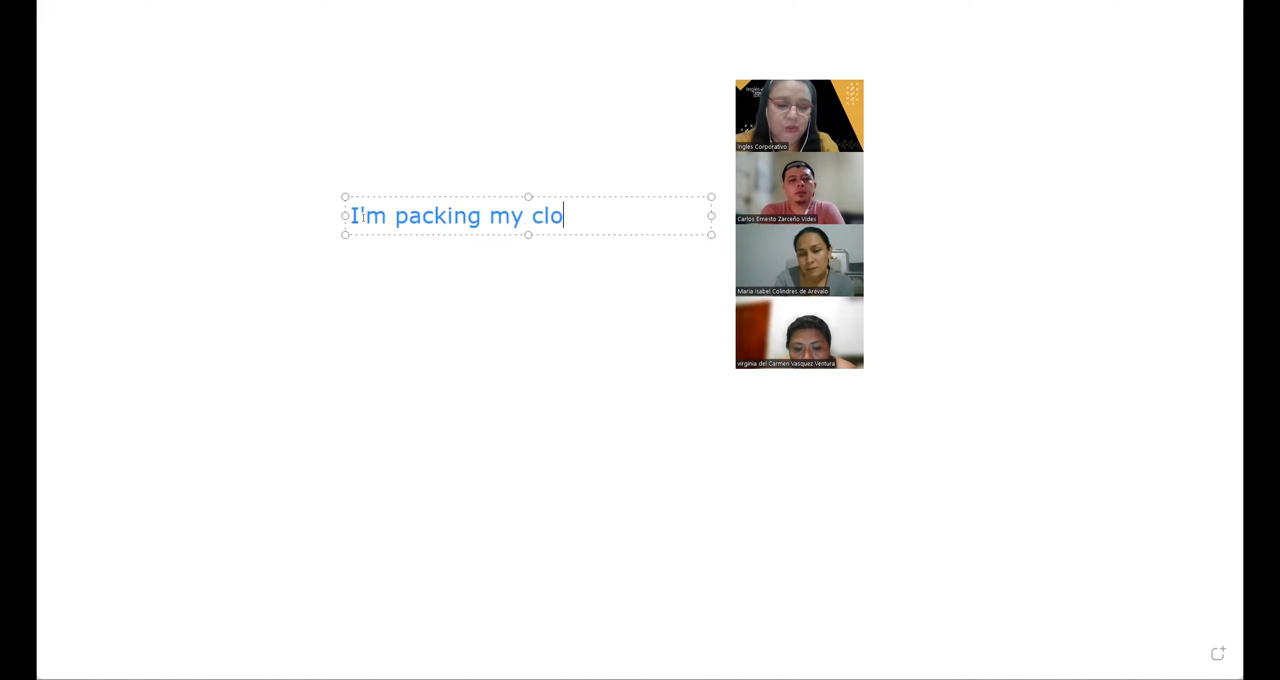 I'm packing my clo
Ingles Corporativo
Carlos Ernesto Zarceño Vides
Maria Isabel Colindres de Arévalo
virginia del Carmen Vasquez Ventura